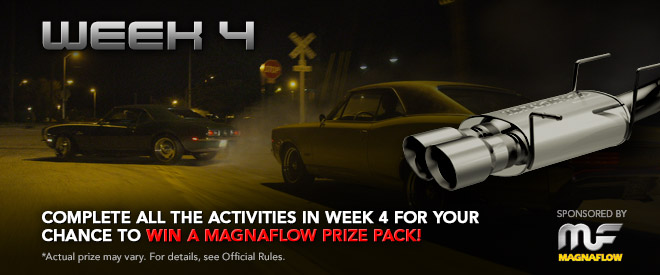 WEEK 4
COMPLETE ALL THE ACTIVITIES IN WEEK 4 FOR YOUR
CHANCE TO WIN A MAGNAFLOW PRIZE PACK!
*Actual prize may vary. For details, see Official Rules.
SPONSORED BY
MF
MAGNAFLOW